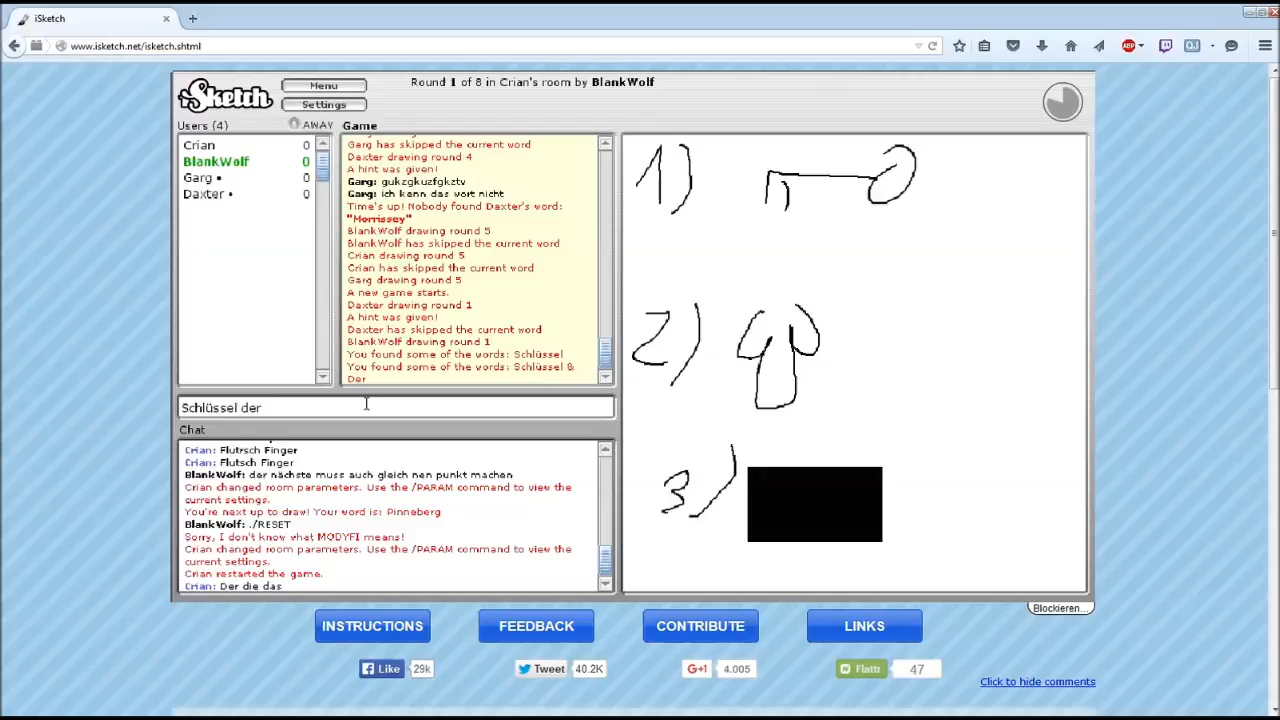 iSketch
www.isketch.net/isketch.shtml
iSketch
Menu
Settings
Round 1 of 8 in Crian's room by BlankWolf
Users (4)
AWAY
Game
Crian 0
BlankWolf 0
Garg • 0
Daxter • 0
Garg has skipped the current word
Daxter drawing round 4
A hint was given!
Garg: gukzgkuzfgkztv
Garg: ich kann das wort nicht
Time's up! Nobody found Daxter's word:
"Morrissey"
BlankWolf drawing round 5
BlankWolf has skipped the current word
Crian drawing round 5
Crian has skipped the current word
Garg drawing round 5
A new game starts.
Daxter drawing round 1
A hint was given!
Daxter has skipped the current word
BlankWolf drawing round 1
You found some of the words: Schlüssel
You found some of the words: Schlüssel &
Der
Schlüssel der
Chat
Crian: Flutrsch Finger
Crian: Flutsch Finger
BlankWolf: der nächste muss auch gleich nen punkt machen
Crian changed room parameters. Use the /PARAM command to view the
current settings.
You're next up to draw! Your word is: Pinneberg
BlankWolf: ./RESET
Sorry, I don't know what MODYFI means!
Crian changed room parameters. Use the /PARAM command to view the
current settings.
Crian restarted the game.
Crian: Der die das
1)
2)
3)
Blockieren...
INSTRUCTIONS
FEEDBACK
CONTRIBUTE
LINKS
Like 29k
Tweet 40.2K
G+1 4.005
Flattr 47
Click to hide comments